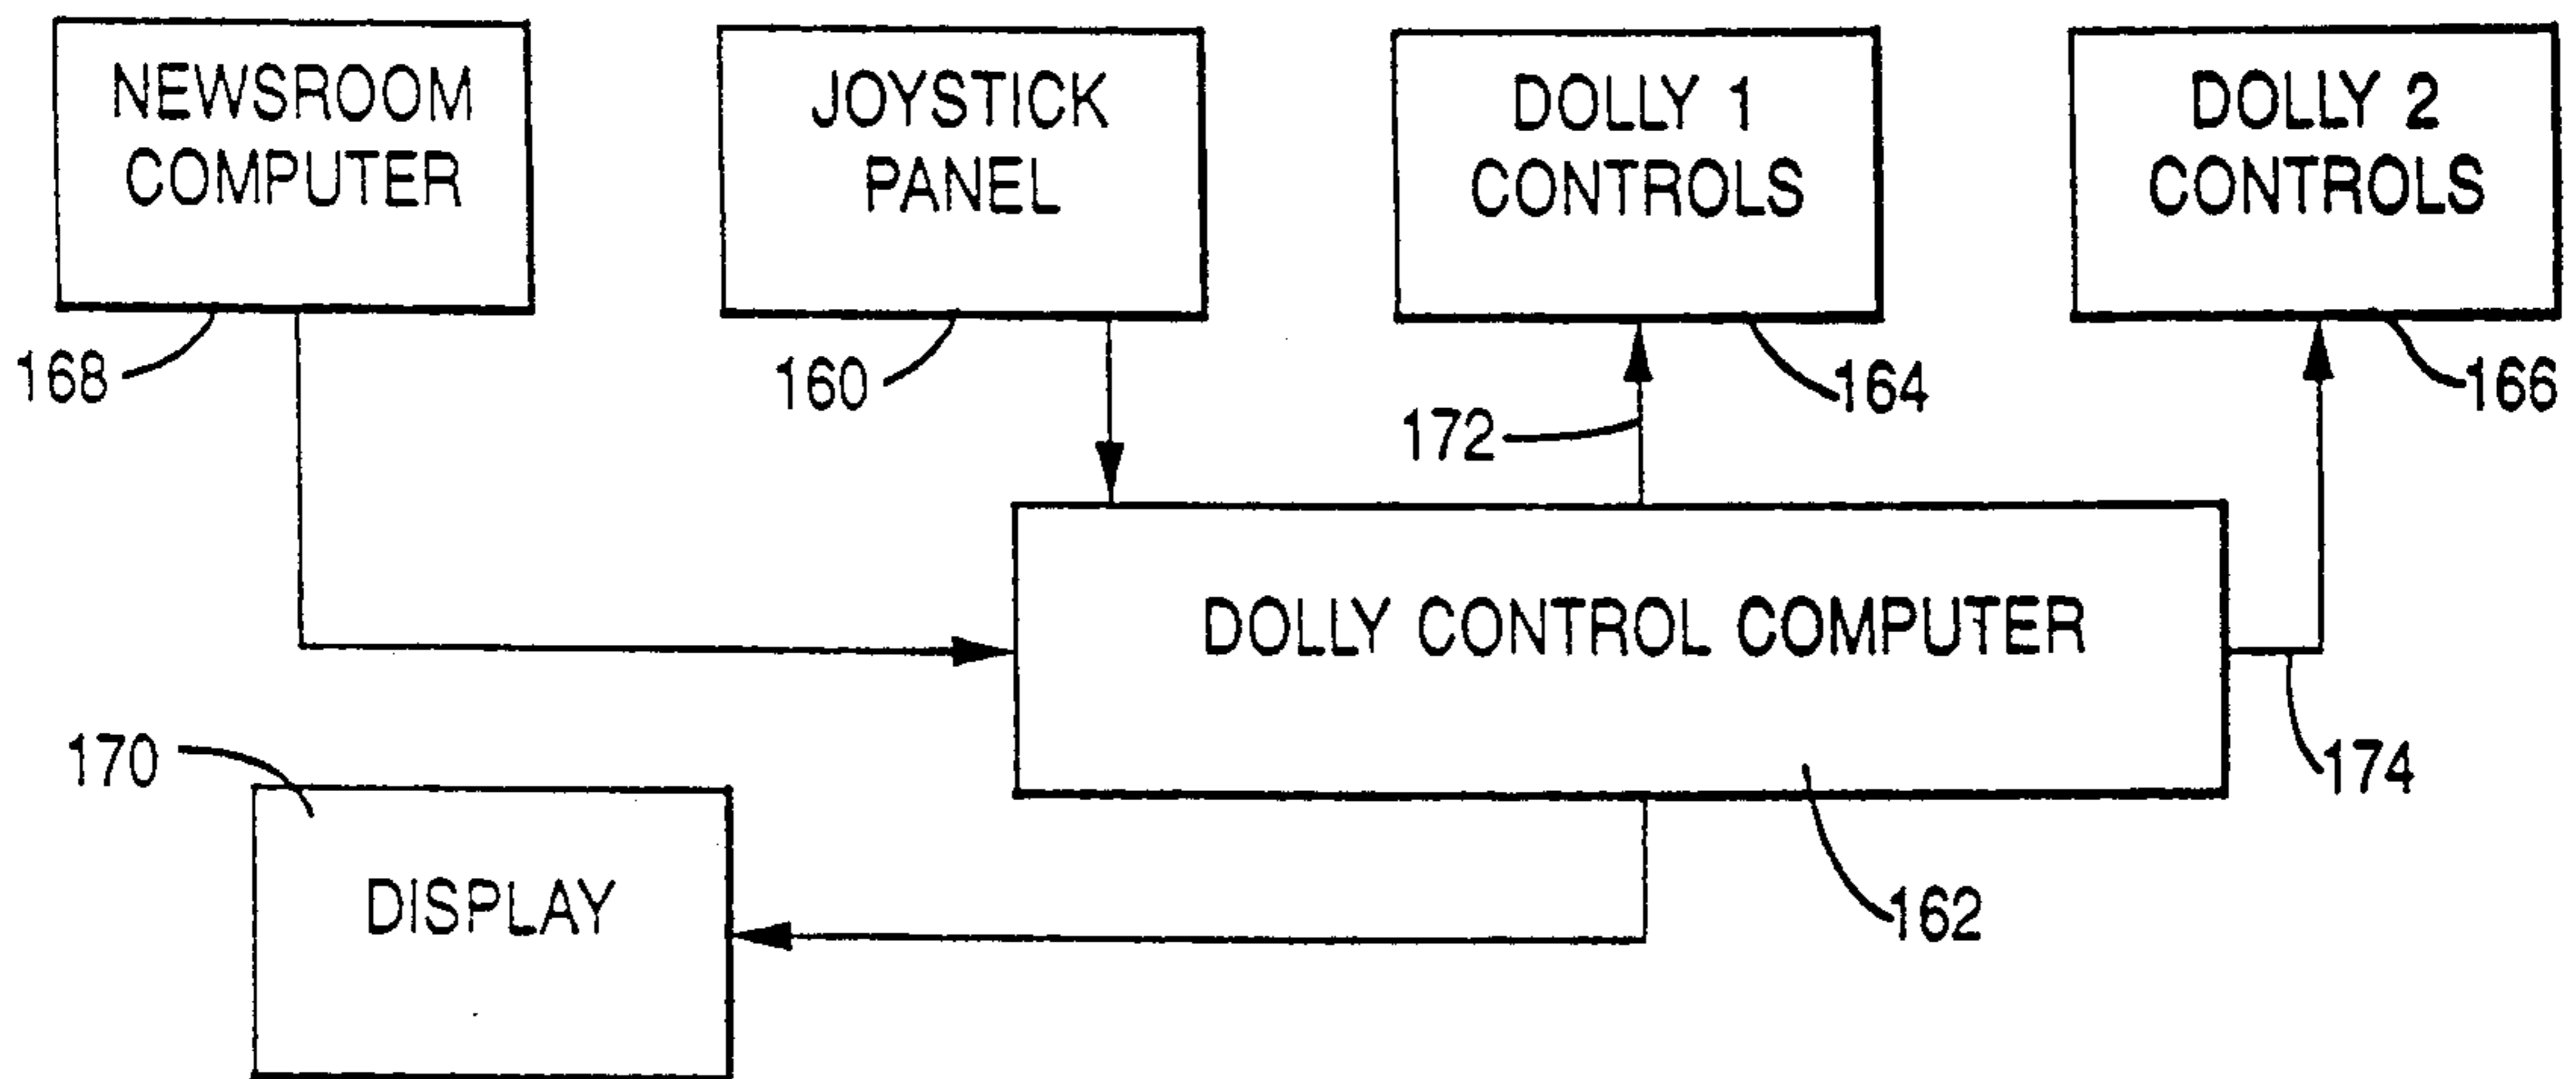 NEWSROOM
COMPUTER
JOYSTICK
PANEL
DOLLY 1
CONTROLS
DOLLY 2
CONTROLS
168
160
164
166
172
DOLLY CONTROL COMPUTER
170
174
DISPLAY
162